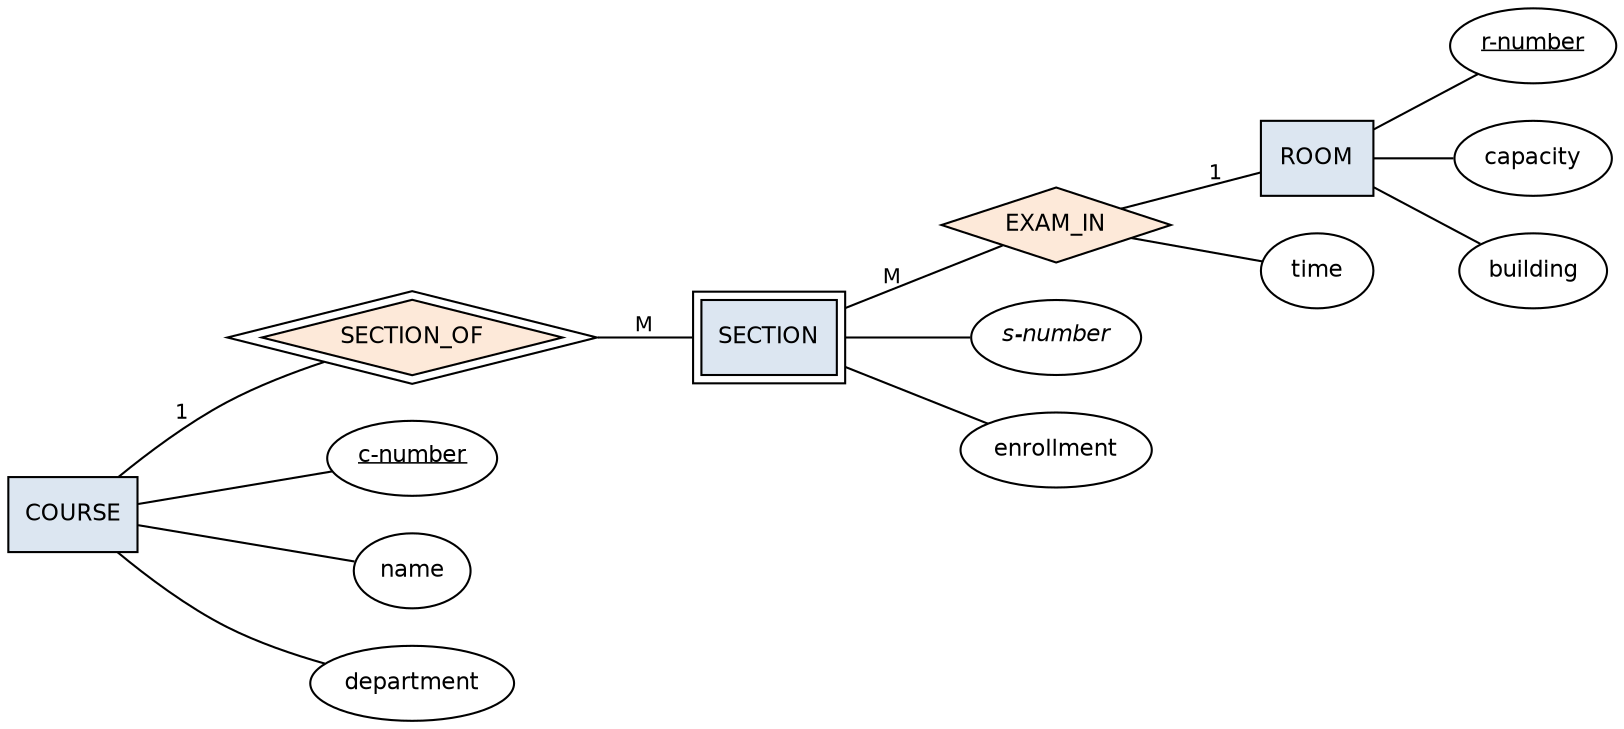 r-number
ROOM
capacity
1
EXAM_IN
time
building
M
SECTION_OF
M
SECTION
s-number
1
enrollment
c-number
COURSE
name
department